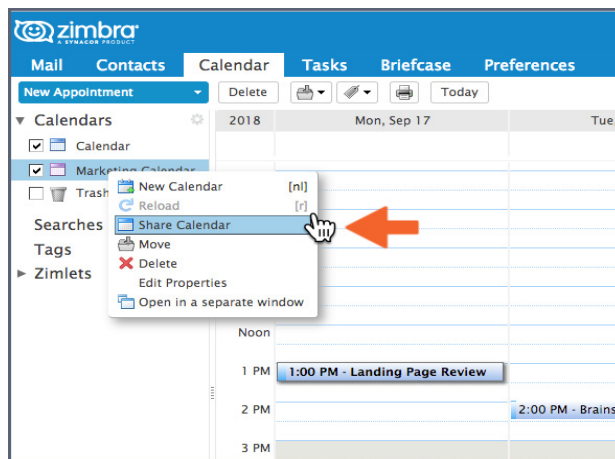 zimbra
A SYNACOR PRODUCT
Mail Contacts Calendar Tasks Briefcase Preferences
New Appointment Delete Today
Calendars 2018 Mon, Sep 17 Tue,
Calendar
Marketing Calendar
Trash
New Calendar [nl]
Reload [r]
Share Calendar
Move
Delete
Edit Properties
Open in a separate window
Searches
Tags
Zimlets
Noon
1 PM 1:00 PM - Landing Page Review
2 PM 2:00 PM - Brains
3 PM